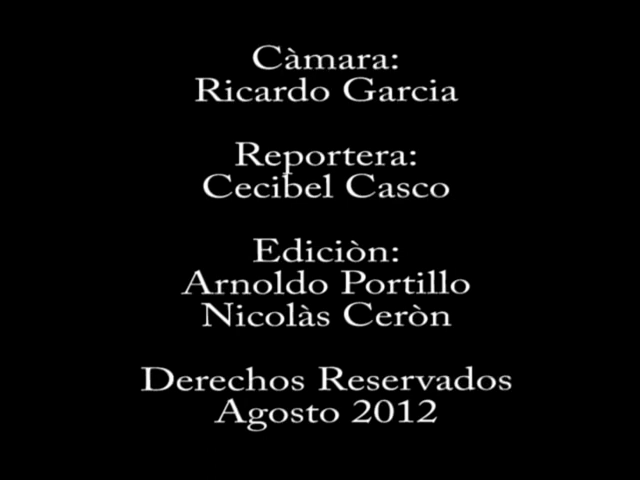 Càmara:
Ricardo Garcia
Reportera:
Cecibel Casco
Ediciòn:
Arnoldo Portillo
Nicolàs Ceròn
Derechos Reservados
Agosto 2012